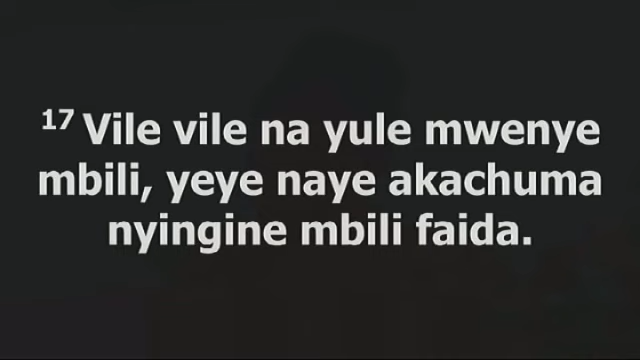 17 Vile vile na yule mwenye
mbili, yeye naye akachuma
nyingine mbili faida.